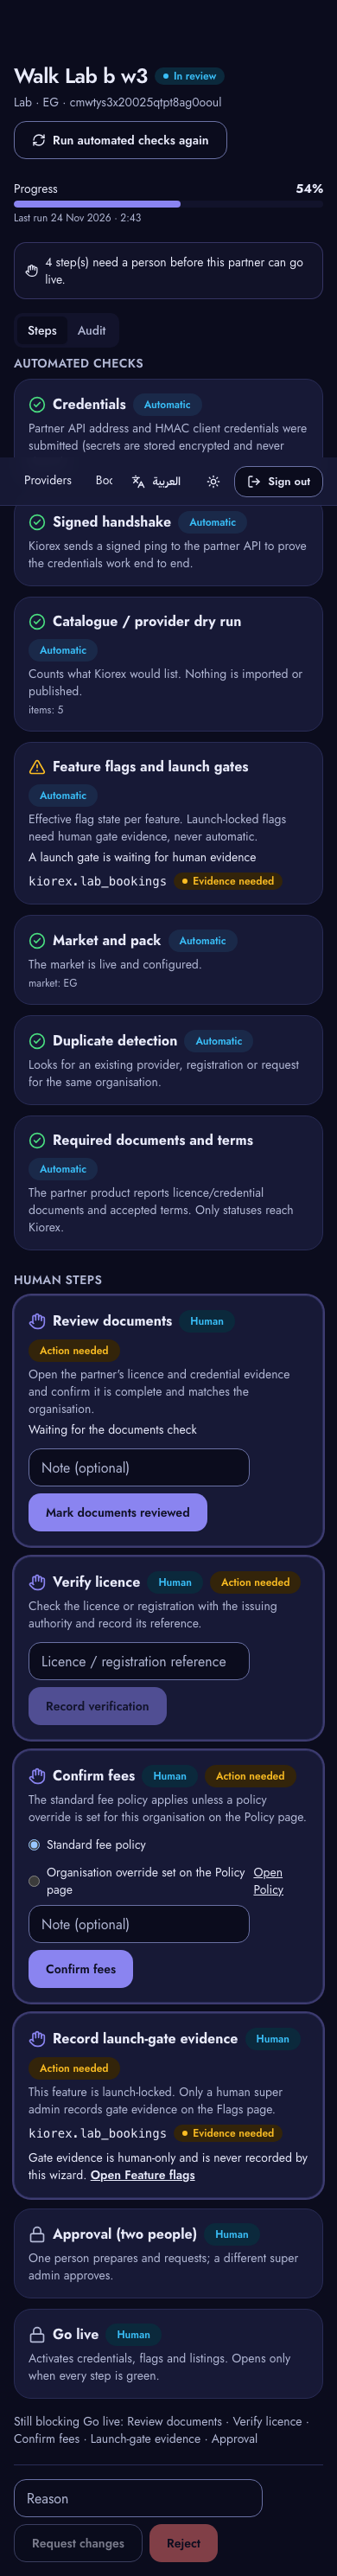 Walk Lab b w3 In review
Lab · EG · cmwtys3x20025qtpt8ag0ooul
Run automated checks again
Progress 54%
Last run 24 Nov 2026 · 2:43
4 step(s) need a person before this partner can go
live.
Steps Audit
AUTOMATED CHECKS
Credentials Automatic
Partner API address and HMAC client credentials were
submitted (secrets are stored encrypted and never
Providers العربية Sign out
Signed handshake Automatic
Kiorex sends a signed ping to the partner API to prove
the credentials work end to end.
Catalogue / provider dry run
Automatic
Counts what Kiorex would list. Nothing is imported or
published.
items: 5
Feature flags and launch gates
Automatic
Effective flag state per feature. Launch-locked flags
need human gate evidence, never automatic.
A launch gate is waiting for human evidence
kiorex.lab_bookings Evidence needed
Market and pack Automatic
The market is live and configured.
market: EG
Duplicate detection Automatic
Looks for an existing provider, registration or request
for the same organisation.
Required documents and terms
Automatic
The partner product reports licence/credential
documents and accepted terms. Only statuses reach
Kiorex.
HUMAN STEPS
Review documents Human
Action needed
Open the partner's licence and credential evidence
and confirm it is complete and matches the
organisation.
Waiting for the documents check
Note (optional)
Mark documents reviewed
Verify licence Human Action needed
Check the licence or registration with the issuing
authority and record its reference.
Licence / registration reference
Record verification
Confirm fees Human Action needed
The standard fee policy applies unless a policy
override is set for this organisation on the Policy page.
Standard fee policy
Organisation override set on the Policy Open
page Policy
Note (optional)
Confirm fees
Record launch-gate evidence Human
Action needed
This feature is launch-locked. Only a human super
admin records gate evidence on the Flags page.
kiorex.lab_bookings Evidence needed
Gate evidence is human-only and is never recorded by
this wizard. Open Feature flags
Approval (two people) Human
One person prepares and requests; a different super
admin approves.
Go live Human
Activates credentials, flags and listings. Opens only
when every step is green.
Still blocking Go live: Review documents · Verify licence ·
Confirm fees · Launch-gate evidence · Approval
Reason
Request changes Reject